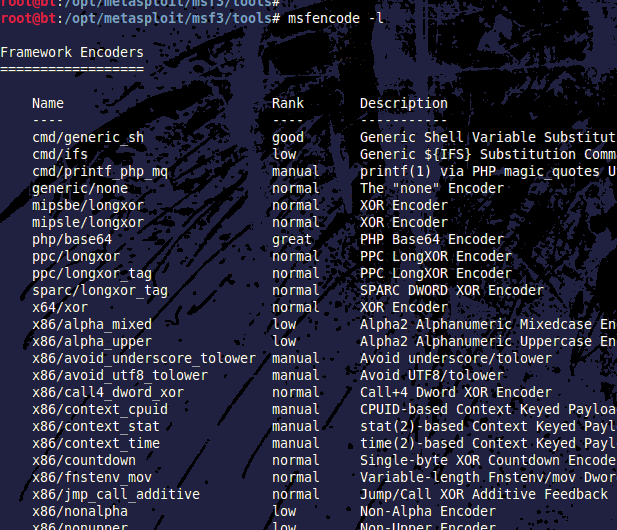 root@bt:/opt/metasploit/msf3/tools#
root@bt:/opt/metasploit/msf3/tools# msfencode -l
Framework Encoders
==================
Name Rank Description
---- ---- -----------
cmd/generic_sh good Generic Shell Variable Substitut
cmd/ifs low Generic ${IFS} Substitution Comm
cmd/printf_php_mq manual printf(1) via PHP magic_quotes U
generic/none normal The "none" Encoder
mipsbe/longxor normal XOR Encoder
mipsle/longxor normal XOR Encoder
php/base64 great PHP Base64 Encoder
ppc/longxor normal PPC LongXOR Encoder
ppc/longxor_tag normal PPC LongXOR Encoder
sparc/longxor_tag normal SPARC DWORD XOR Encoder
x64/xor normal XOR Encoder
x86/alpha_mixed low Alpha2 Alphanumeric Mixedcase En
x86/alpha_upper low Alpha2 Alphanumeric Uppercase En
x86/avoid_underscore_tolower manual Avoid underscore/tolower
x86/avoid_utf8_tolower manual Avoid UTF8/tolower
x86/call4_dword_xor normal Call+4 Dword XOR Encoder
x86/context_cpuid manual CPUID-based Context Keyed Payloa
x86/context_stat manual stat(2)-based Context Keyed Payl
x86/context_time manual time(2)-based Context Keyed Payl
x86/countdown normal Single-byte XOR Countdown Encode
x86/fnstenv_mov normal Variable-length Fnstenv/mov Dwor
x86/jmp_call_additive normal Jump/Call XOR Additive Feedback
x86/nonalpha low Non-Alpha Encoder
x86/nonupper low Non-Upper Encoder